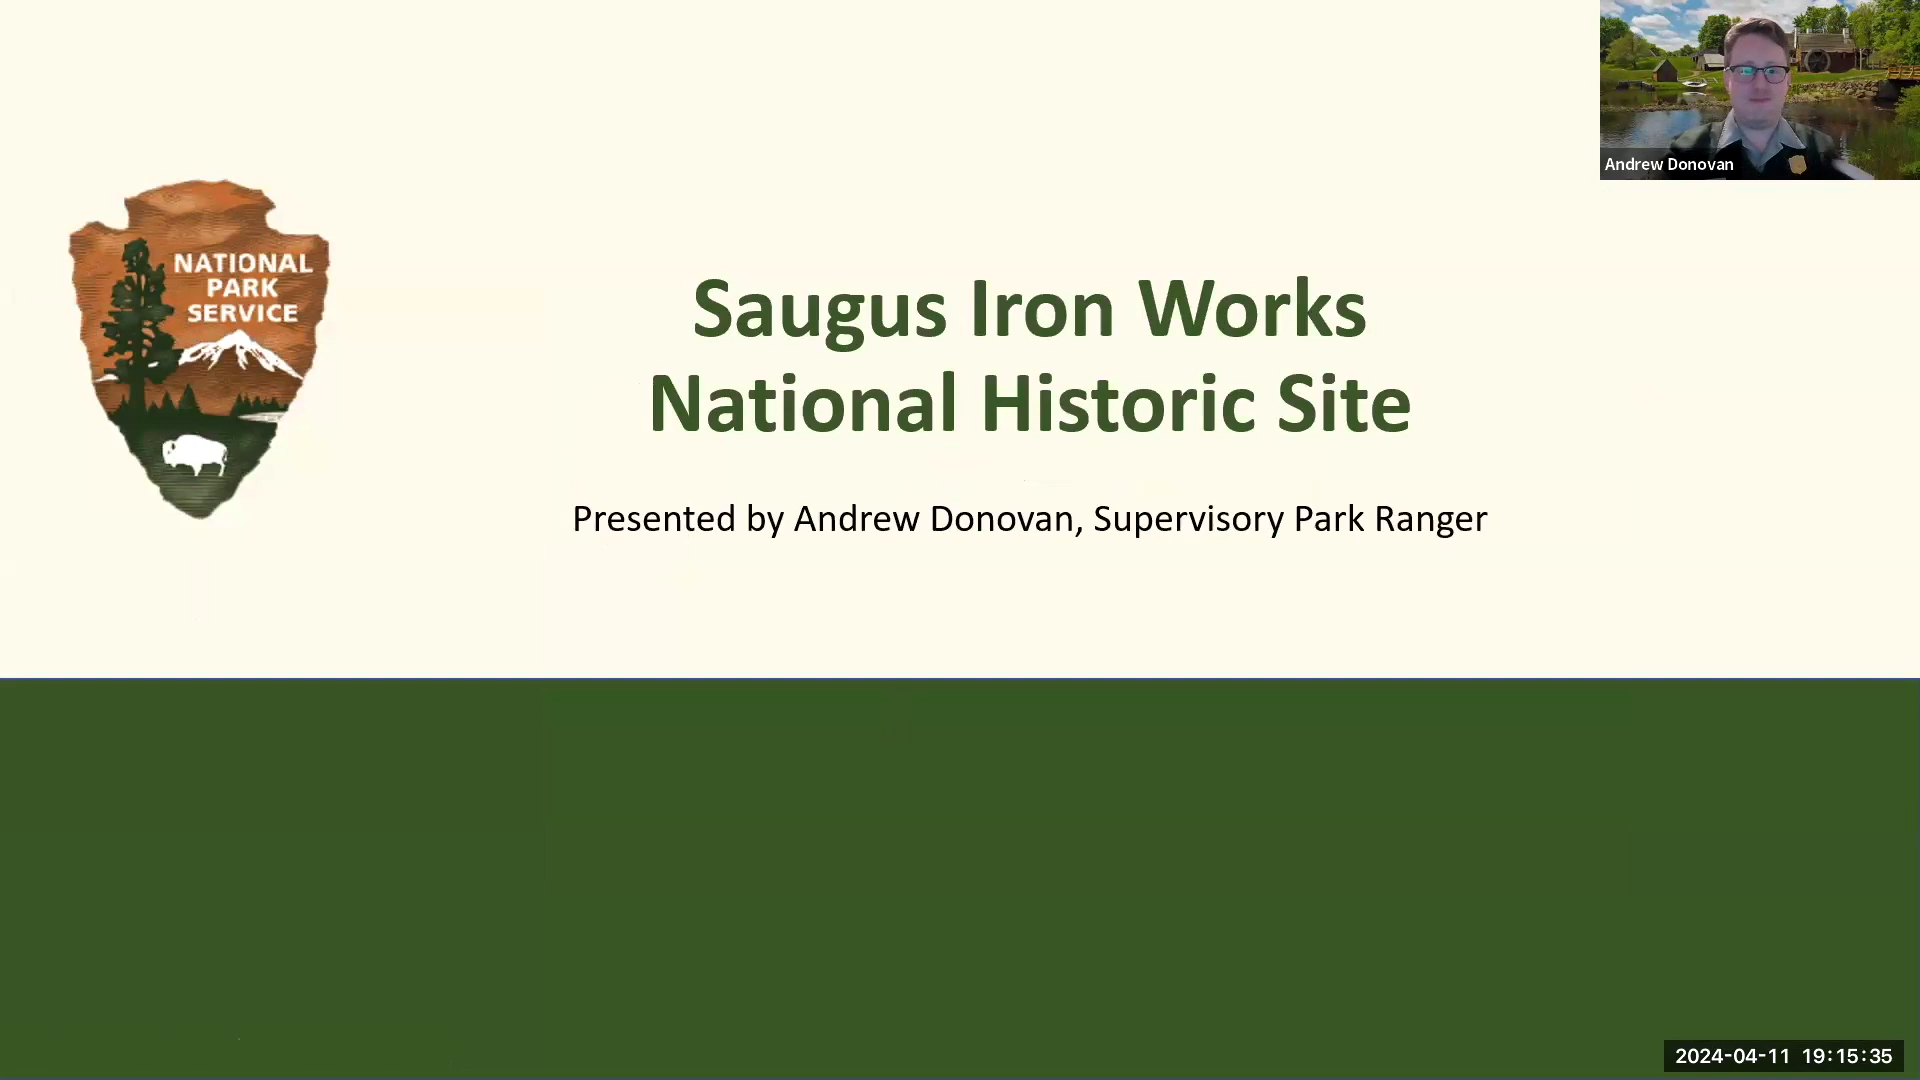 Andrew Donovan
NATIONAL
PARK
SERVICE
Saugus Iron Works
National Historic Site
Presented by Andrew Donovan, Supervisory Park Ranger
2024-04-11 19:15:35